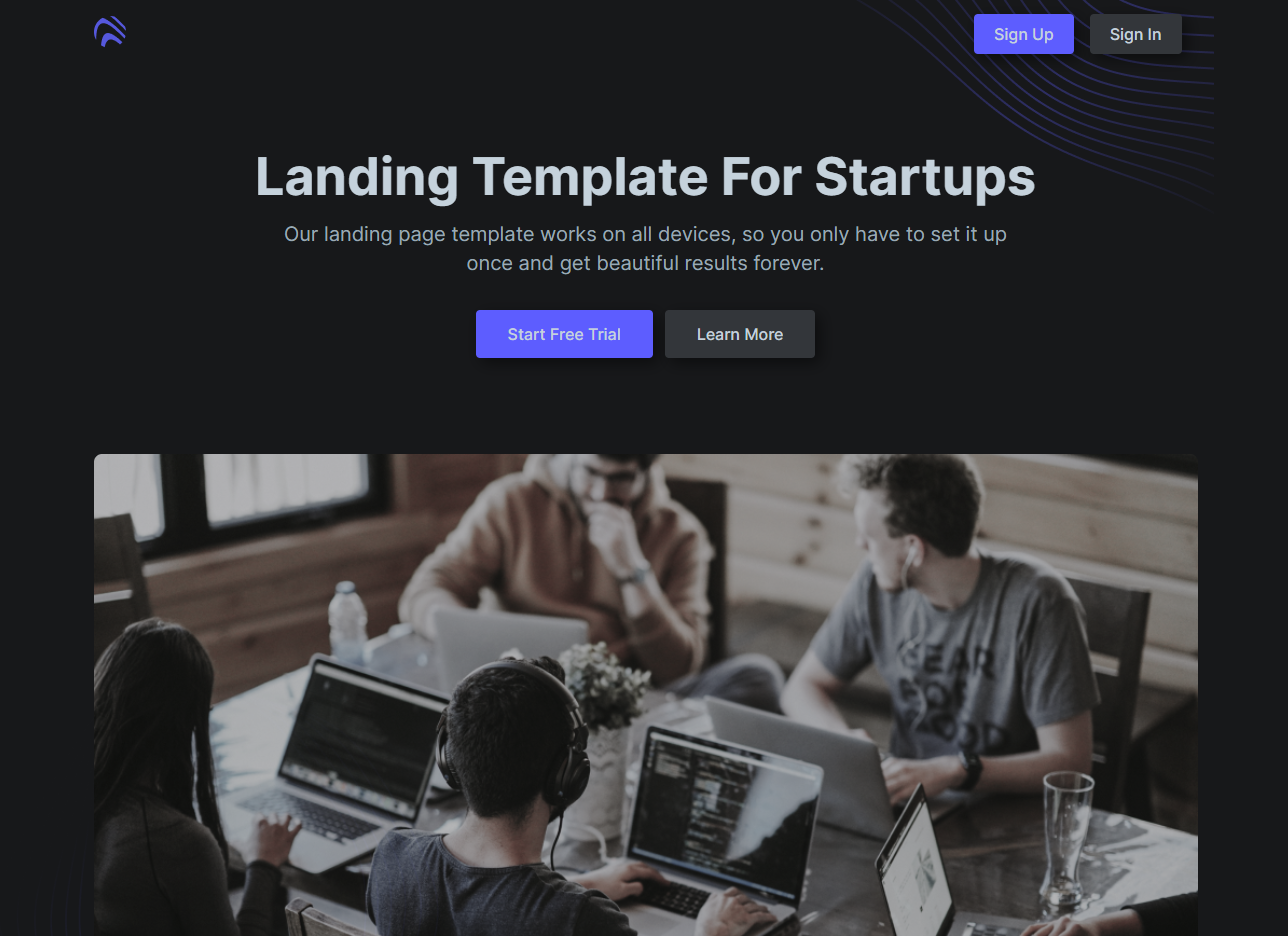 Sign Up
Sign In
Landing Template For Startups
Our landing page template works on all devices, so you only have to set it up
once and get beautiful results forever.
Start Free Trial
Learn More